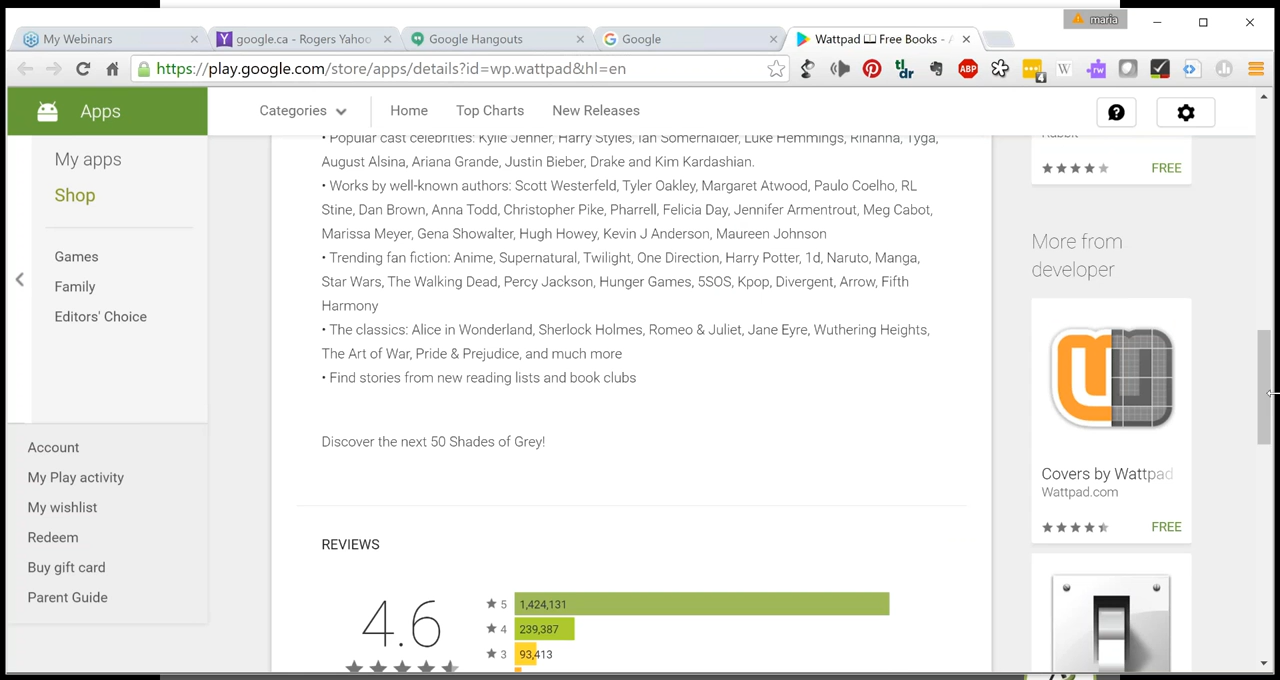 maria
My Webinars
google.ca - Rogers Yahoo
Google Hangouts
Google
Wattpad 📖 Free Books -
https://play.google.com/store/apps/details?id=wp.wattpad&hl=en
Apps
Categories
Home
Top Charts
New Releases
My apps
Shop
Games
Family
Editors' Choice
Account
My Play activity
My wishlist
Redeem
Buy gift card
Parent Guide
• Popular cast celebrities: Kylie Jenner, Harry Styles, Ian Somerhalder, Luke Hemmings, Rihanna, Tyga,
August Alsina, Ariana Grande, Justin Bieber, Drake and Kim Kardashian.
• Works by well-known authors: Scott Westerfeld, Tyler Oakley, Margaret Atwood, Paulo Coelho, RL
Stine, Dan Brown, Anna Todd, Christopher Pike, Pharrell, Felicia Day, Jennifer Armentrout, Meg Cabot,
Marissa Meyer, Gena Showalter, Hugh Howey, Kevin J Anderson, Maureen Johnson
• Trending fan fiction: Anime, Supernatural, Twilight, One Direction, Harry Potter, 1d, Naruto, Manga,
Star Wars, The Walking Dead, Percy Jackson, Hunger Games, 5SOS, Kpop, Divergent, Arrow, Fifth
Harmony
• The classics: Alice in Wonderland, Sherlock Holmes, Romeo & Juliet, Jane Eyre, Wuthering Heights,
The Art of War, Pride & Prejudice, and much more
• Find stories from new reading lists and book clubs
Discover the next 50 Shades of Grey!
REVIEWS
4.6
5 1,424,131
4 239,387
3 93,413
FREE
More from
developer
Covers by Wattpad
Wattpad.com
FREE